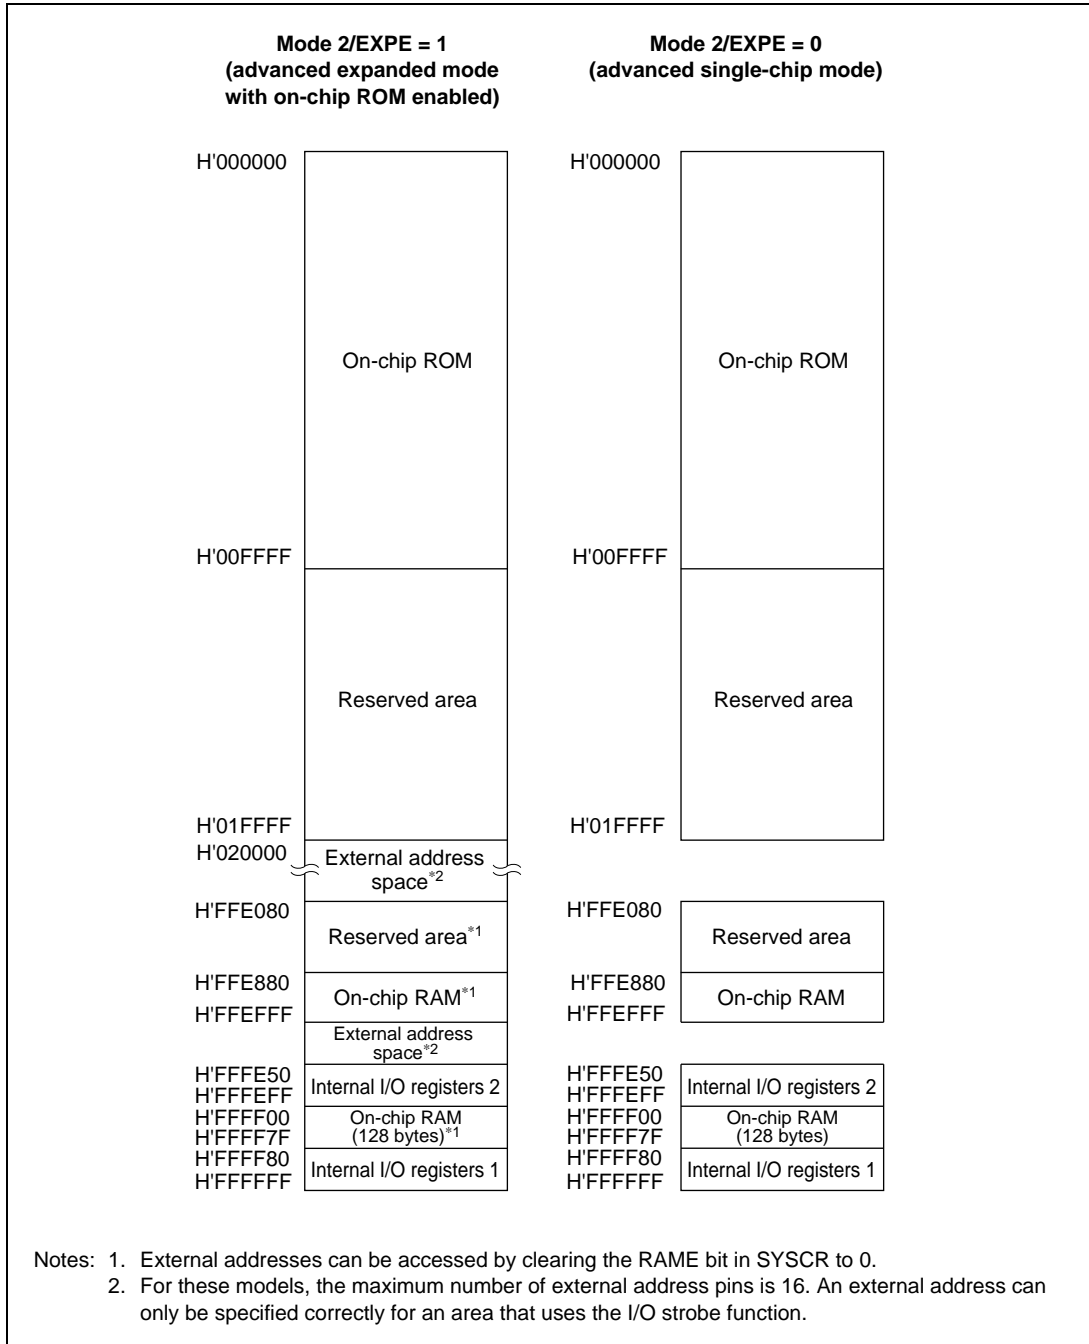 Mode 2/EXPE = 1
(advanced expanded mode
with on-chip ROM enabled)
Mode 2/EXPE = 0
(advanced single-chip mode)
H'000000
On-chip ROM
H'00FFFF
Reserved area
H'01FFFF
H'020000
External address
space*2
H'FFE080
Reserved area*1
H'FFE880
On-chip RAM*1
H'FFEFFF
External address
space*2
H'FFFE50
Internal I/O registers 2
H'FFFEFF
H'FFFF00
On-chip RAM
(128 bytes)*1
H'FFFF7F
H'FFFF80
Internal I/O registers 1
H'FFFFFF
H'000000
On-chip ROM
H'00FFFF
Reserved area
H'01FFFF
H'FFE080
Reserved area
H'FFE880
On-chip RAM
H'FFEFFF
H'FFFE50
Internal I/O registers 2
H'FFFEFF
H'FFFF00
On-chip RAM
(128 bytes)
H'FFFF7F
H'FFFF80
Internal I/O registers 1
H'FFFFFF
Notes: 1. External addresses can be accessed by clearing the RAME bit in SYSCR to 0.
2. For these models, the maximum number of external address pins is 16. An external address can
only be specified correctly for an area that uses the I/O strobe function.